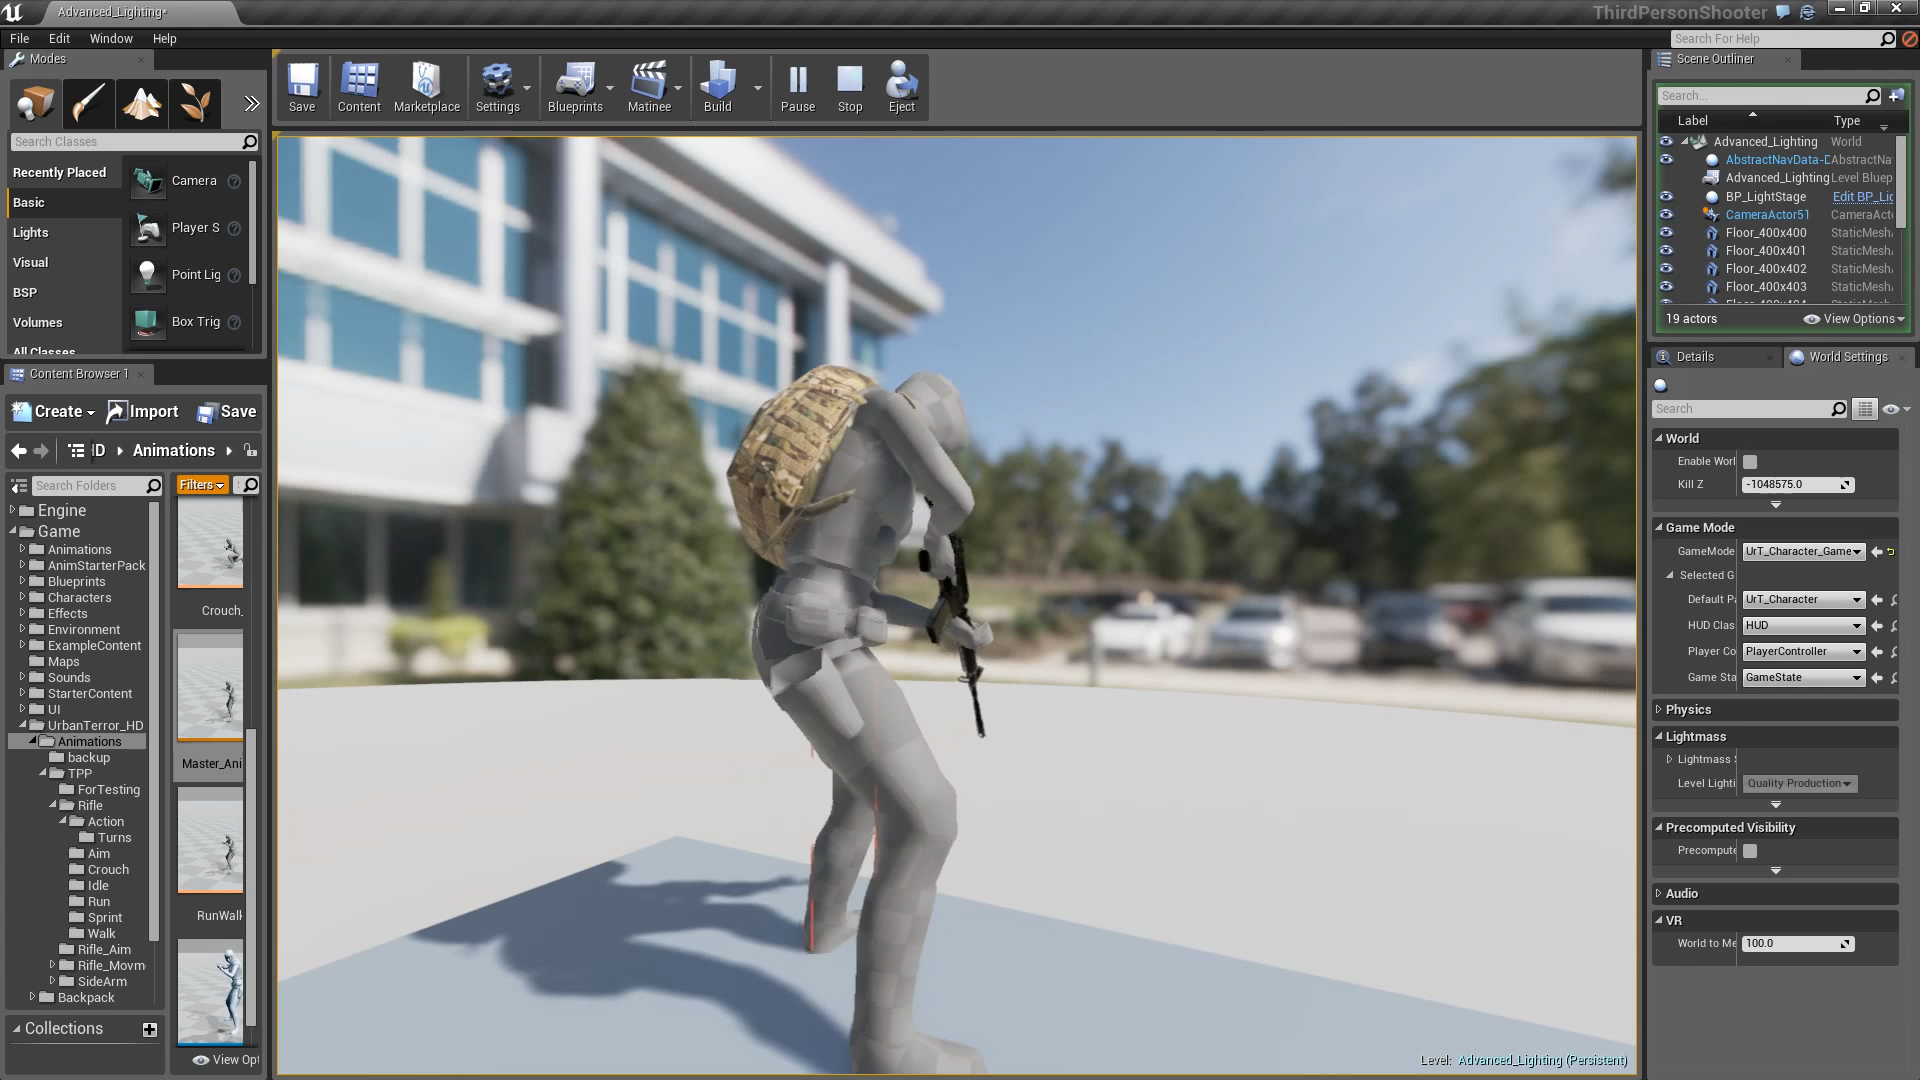 Advanced_Lighting*
ThirdPersonShooter
File Edit Window Help
Search For Help
Modes
Search Classes
Recently Placed
Basic
Lights
Visual
BSP
Volumes
All Classes
Camera
Player S
Point Lig
Box Trig
Save
Content
Marketplace
Settings
Blueprints
Matinee
Build
Pause
Stop
Eject
Content Browser 1
Create
Import
Save
D
Animations
Search Folders
Filters
Engine
Game
Animations
AnimStarterPack
Blueprints
Characters
Effects
Environment
ExampleContent
Maps
Sounds
StarterContent
UI
UrbanTerror_HD
Animations
backup
TPP
ForTesting
Rifle
Action
Turns
Aim
Crouch
Idle
Run
Sprint
Walk
Rifle_Aim
Rifle_Movm
SideArm
Backpack
Collections
Crouch_
Master_Ani
RunWalk
View Opt
Level: Advanced_Lighting (Persistent)
Scene Outliner
Search...
Label Type
Advanced_Lighting World
AbstractNavData-D AbstractNa
Advanced_Lighting Level Bluep
BP_LightStage Edit BP_Lig
CameraActor51 CameraAct
Floor_400x400 StaticMesh
Floor_400x401 StaticMesh
Floor_400x402 StaticMesh
Floor_400x403 StaticMesh
19 actors View Options
Details
World Settings
Search
World
Enable Worl
Kill Z -1048575.0
Game Mode
GameMode UrT_Character_Game
Selected G
Default Pa UrT_Character
HUD Clas HUD
Player Co PlayerController
Game Sta GameState
Physics
Lightmass
Lightmass S
Level Lighti Quality Production
Precomputed Visibility
Precompute
Audio
VR
World to Me 100.0